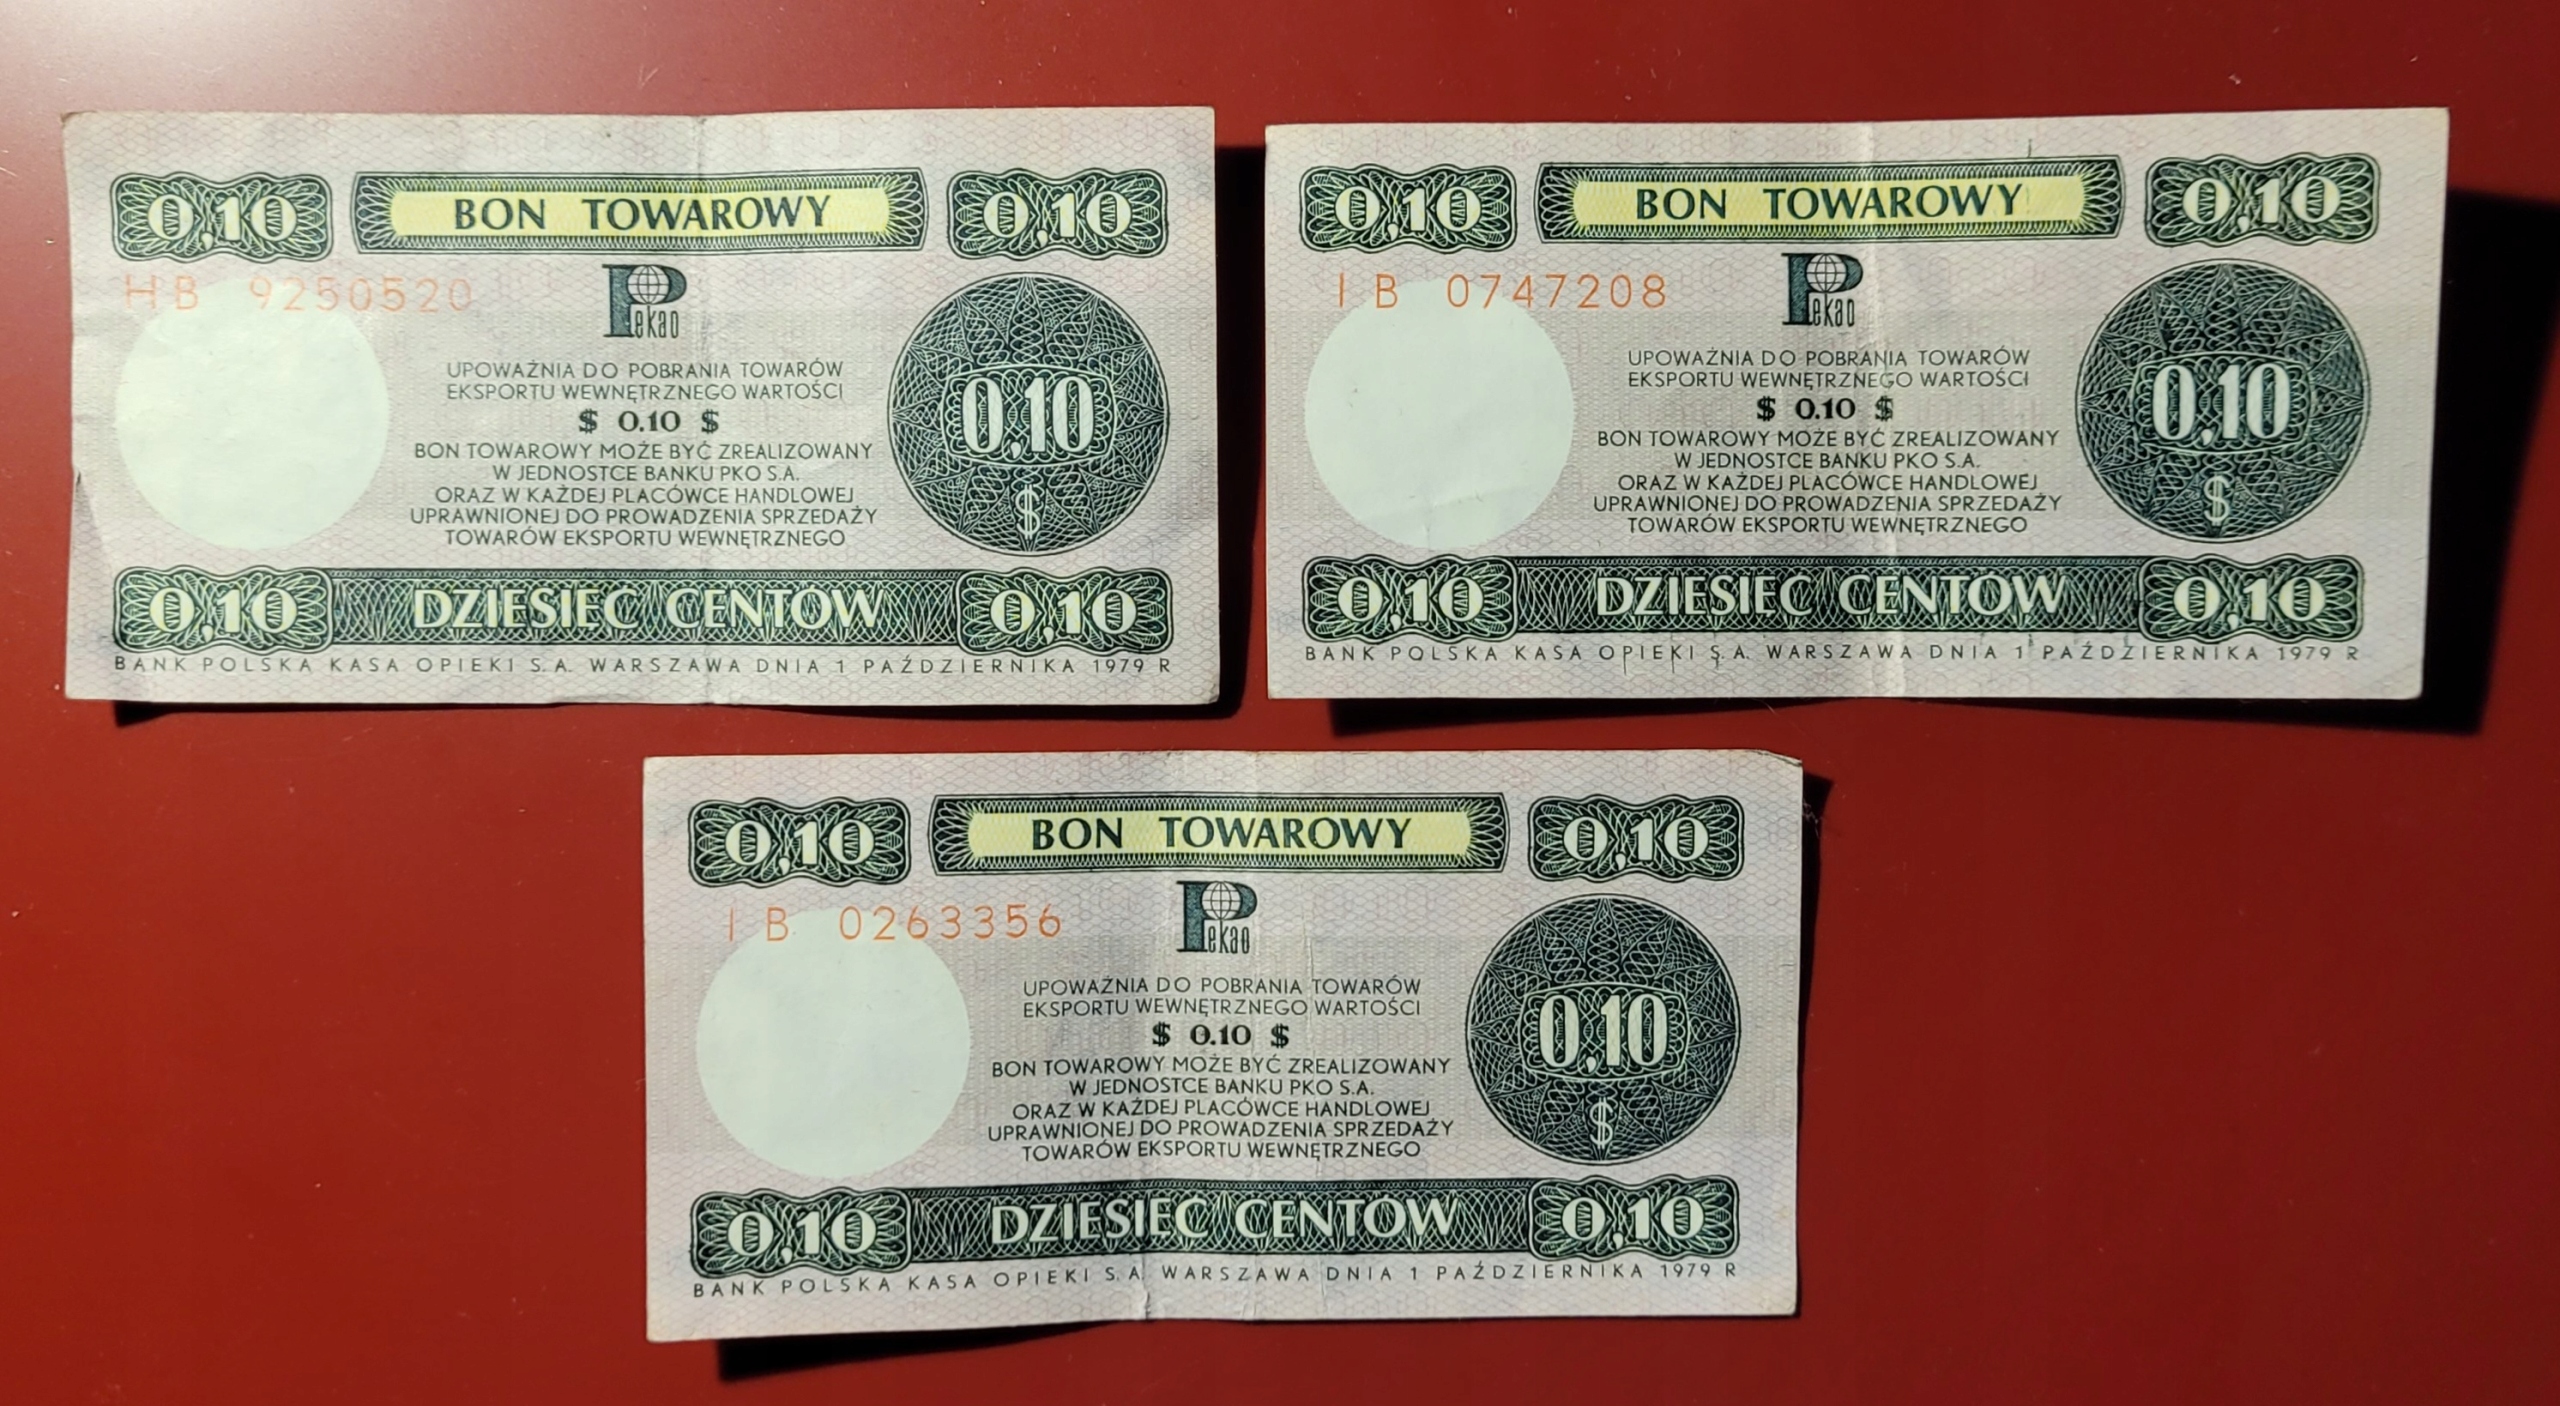 0,10 BON TOWAROWY 0,10
HB 9250520
Pekao
UPOWAŻNIA DO POBRANIA TOWARÓW
EKSPORTU WEWNĘTRZNEGO WARTOŚCI
$ 0.10 $
BON TOWAROWY MOŻE BYĆ ZREALIZOWANY
W JEDNOSTCE BANKU PKO S.A.
ORAZ W KAŻDEJ PLACÓWCE HANDLOWEJ
UPRAWNIONEJ DO PROWADZENIA SPRZEDAŻY
TOWARÓW EKSPORTU WEWNĘTRZNEGO
0,10
$
0,10 DZIESIĘĆ CENTÓW 0,10
BANK POLSKA KASA OPIEKI S.A. WARSZAWA DNIA 1 PAŹDZIERNIKA 1979 R
0,10 BON TOWAROWY 0,10
IB 0747208
Pekao
UPOWAŻNIA DO POBRANIA TOWARÓW
EKSPORTU WEWNĘTRZNEGO WARTOŚCI
$ 0.10 $
BON TOWAROWY MOŻE BYĆ ZREALIZOWANY
W JEDNOSTCE BANKU PKO S.A.
ORAZ W KAŻDEJ PLACÓWCE HANDLOWEJ
UPRAWNIONEJ DO PROWADZENIA SPRZEDAŻY
TOWARÓW EKSPORTU WEWNĘTRZNEGO
0,10
$
0,10 DZIESIĘĆ CENTÓW 0,10
BANK POLSKA KASA OPIEKI S.A. WARSZAWA DNIA 1 PAŹDZIERNIKA 1979 R
0,10 BON TOWAROWY 0,10
IB 0263356
Pekao
UPOWAŻNIA DO POBRANIA TOWARÓW
EKSPORTU WEWNĘTRZNEGO WARTOŚCI
$ 0.10 $
BON TOWAROWY MOŻE BYĆ ZREALIZOWANY
W JEDNOSTCE BANKU PKO S.A.
ORAZ W KAŻDEJ PLACÓWCE HANDLOWEJ
UPRAWNIONEJ DO PROWADZENIA SPRZEDAŻY
TOWARÓW EKSPORTU WEWNĘTRZNEGO
0,10
$
0,10 DZIESIĘĆ CENTÓW 0,10
BANK POLSKA KASA OPIEKI S.A. WARSZAWA DNIA 1 PAŹDZIERNIKA 1979 R